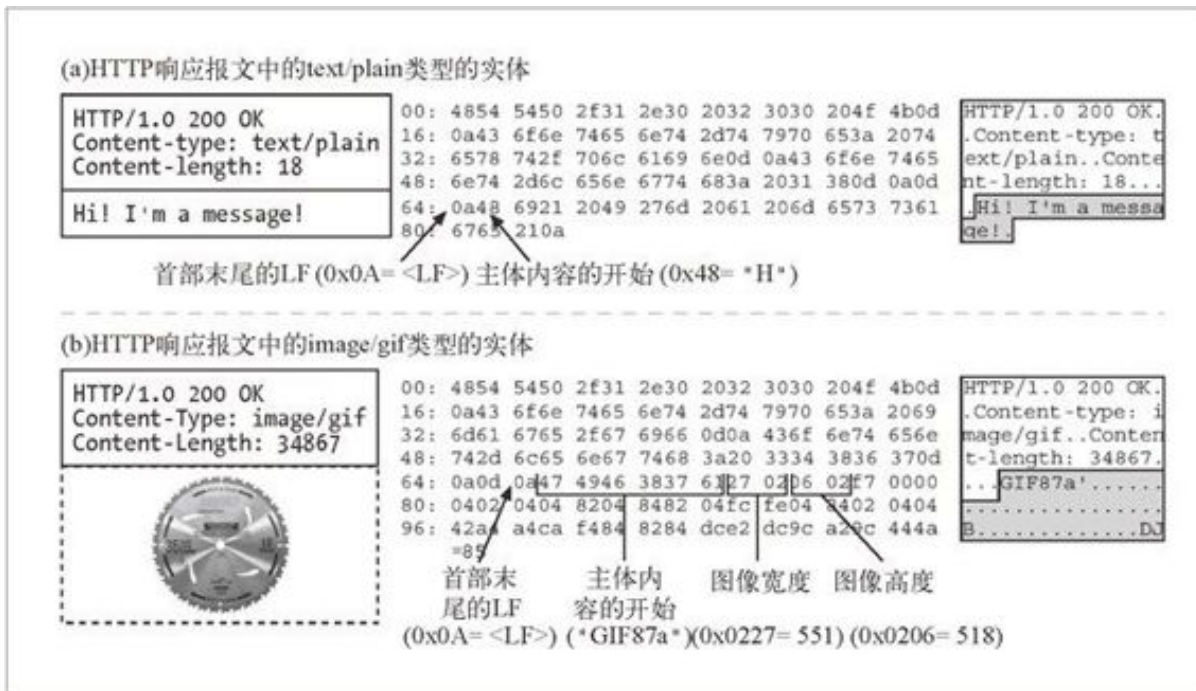 (a)HTTP响应报文中的text/plain类型的实体
HTTP/1.0 200 OK
Content-type: text/plain
Content-length: 18
Hi! I'm a message!
00: 4854 5450 2f31 2e30 2032 3030 204f 4b0d
16: 0a43 6f6e 7465 6e74 2d74 7970 653a 2074
32: 6578 742f 706c 6169 6e0d 0a43 6f6e 7465
48: 6e74 2d6c 656e 6774 683a 2031 380d 0a0d
64: 0a48 6921 2049 276d 2061 206d 6573 7361
80: 6765 210a
HTTP/1.0 200 OK.
.Content-type: t
ext/plain..Conte
nt-length: 18...
.Hi! I'm a messa
ge!.
首部末尾的LF (0x0A= <LF>) 主体内容的开始 (0x48= *H*)
(b)HTTP响应报文中的image/gif类型的实体
HTTP/1.0 200 OK
Content-Type: image/gif
Content-Length: 34867
00: 4854 5450 2f31 2e30 2032 3030 204f 4b0d
16: 0a43 6f6e 7465 6e74 2d74 7970 653a 2069
32: 6d61 6765 2f67 6966 0d0a 436f 6e74 656e
48: 742d 6c65 6e67 7468 3a20 3334 3836 370d
64: 0a0d 0a47 4946 3837 6127 0206 02f7 0000
80: 0402 0404 8204 8482 04fc fe04 8402 0404
96: a4ca f484 8284 dce2 dc9c 444a
=85
HTTP/1.0 200 OK.
.Content-type: i
mage/gif..Conten
t-length: 34867.
...GIF87a'......
................
B.............DJ
首部末
尾的LF
(0x0A= <LF>)
主体内
容的开始
(*GIF87a*)
图像宽度
(0x0227= 551)
图像高度
(0x0206= 518)